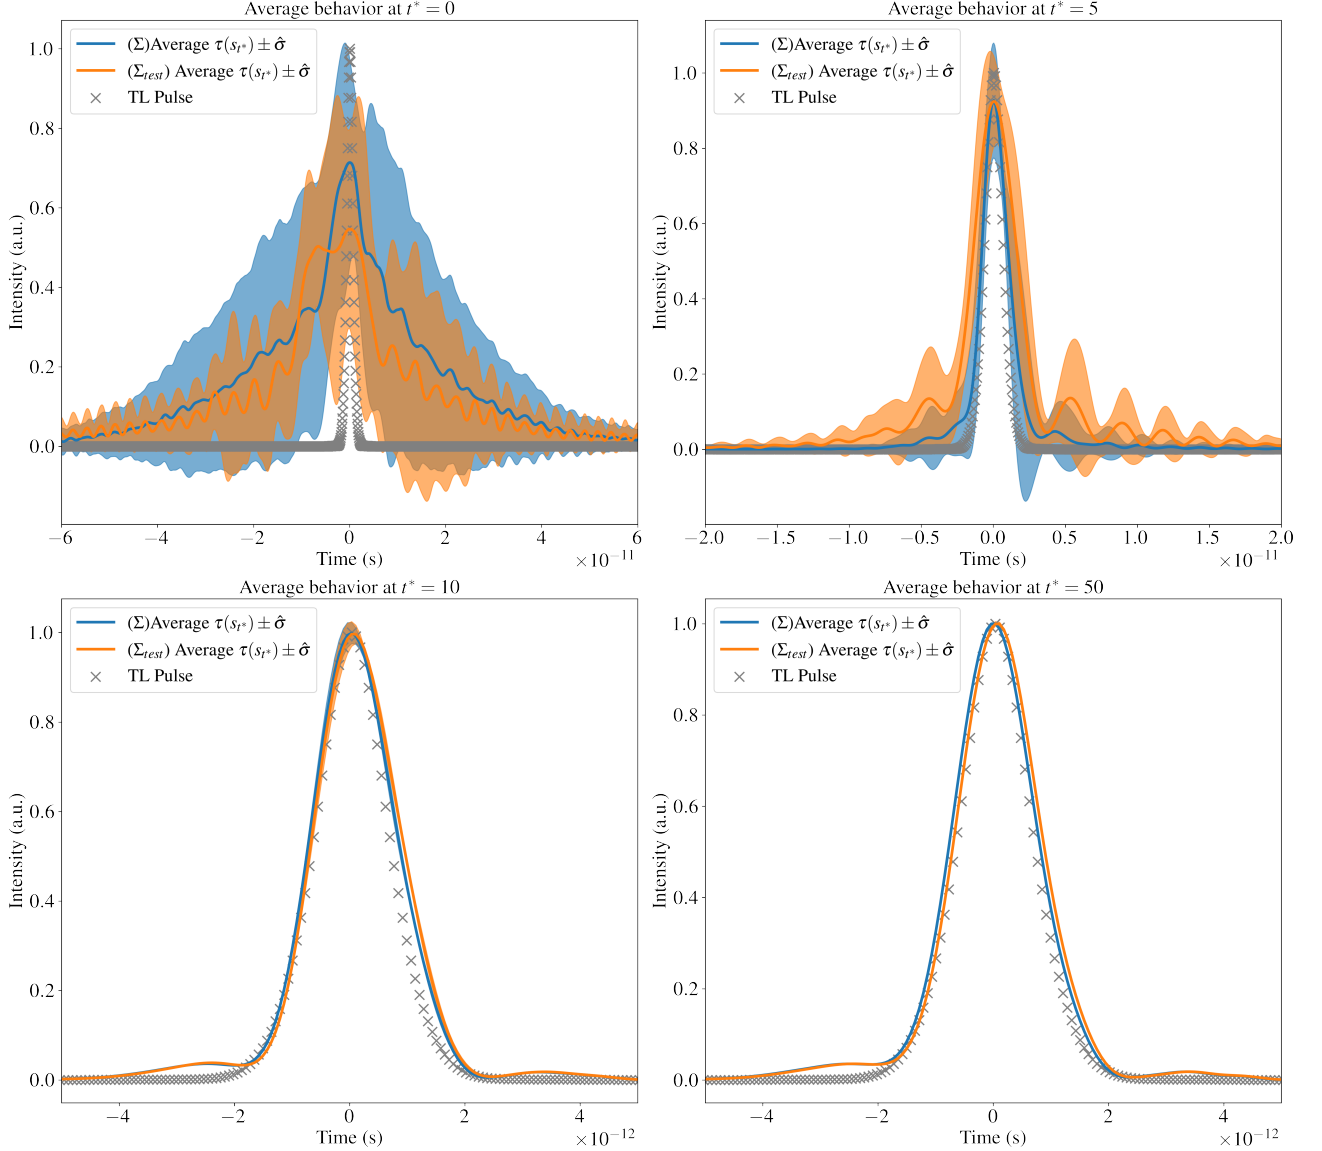 Average behavior at t* = 0
(Σ)Average τ(s_t*) ± σ̂
(Σ_test) Average τ(s_t*) ± σ̂
TL Pulse
Intensity (a.u.)
1.0
0.8
0.6
0.4
0.2
0.0
−6
−4
−2
0
2
4
6
Time (s)
×10⁻¹¹
Average behavior at t* = 5
(Σ)Average τ(s_t*) ± σ̂
(Σ_test) Average τ(s_t*) ± σ̂
TL Pulse
Intensity (a.u.)
1.0
0.8
0.6
0.4
0.2
0.0
−2.0
−1.5
−1.0
−0.5
0.0
0.5
1.0
1.5
2.0
Time (s)
×10⁻¹¹
Average behavior at t* = 10
(Σ)Average τ(s_t*) ± σ̂
(Σ_test) Average τ(s_t*) ± σ̂
TL Pulse
Intensity (a.u.)
1.0
0.8
0.6
0.4
0.2
0.0
−4
−2
0
2
4
Time (s)
×10⁻¹²
Average behavior at t* = 50
(Σ)Average τ(s_t*) ± σ̂
(Σ_test) Average τ(s_t*) ± σ̂
TL Pulse
Intensity (a.u.)
1.0
0.8
0.6
0.4
0.2
0.0
−4
−2
0
2
4
Time (s)
×10⁻¹²